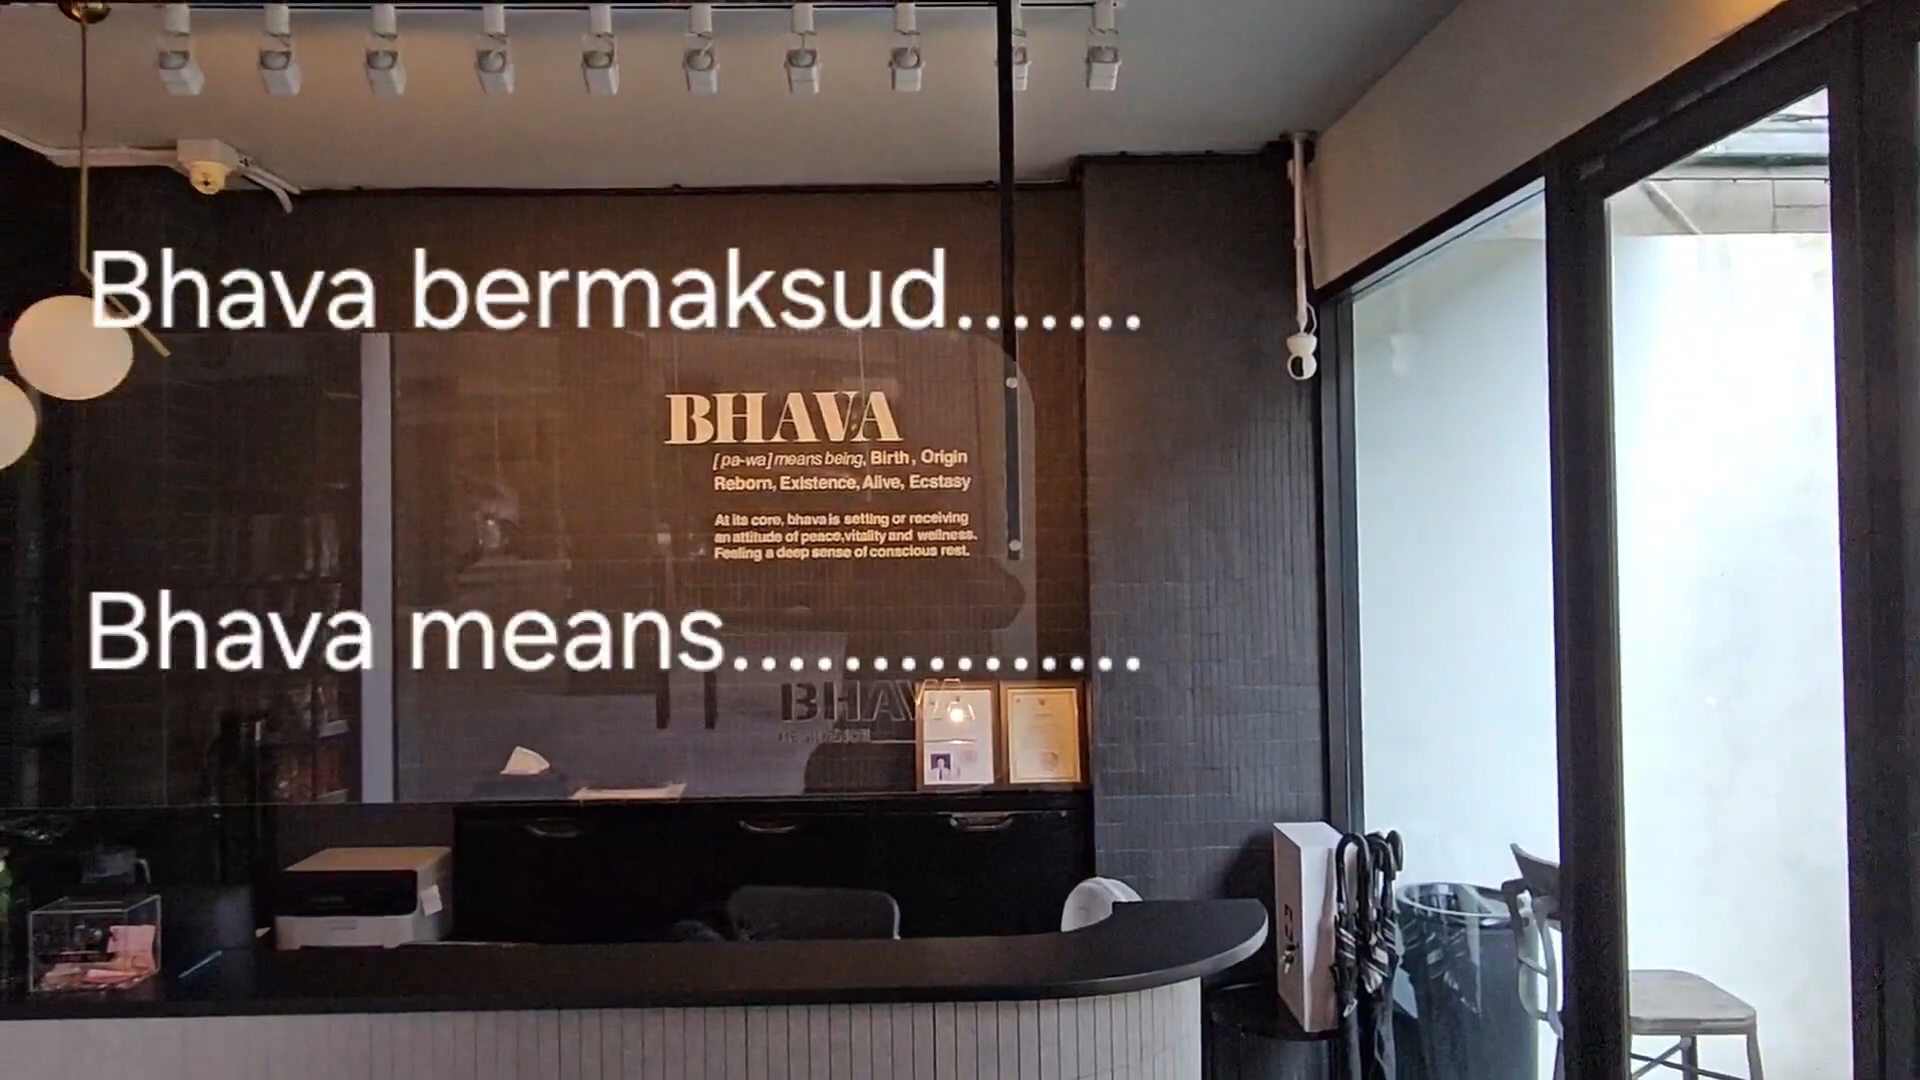 Bhava bermaksud.......
BHAVA
[pa-wa] means being, Birth, Origin
Reborn, Existence, Alive, Ecstasy
At its core, bhava is setting or receiving
an attitude of peace, vitality and wellness.
Feeling a deep sense of conscious rest.
Bhava means...............
BHAVA